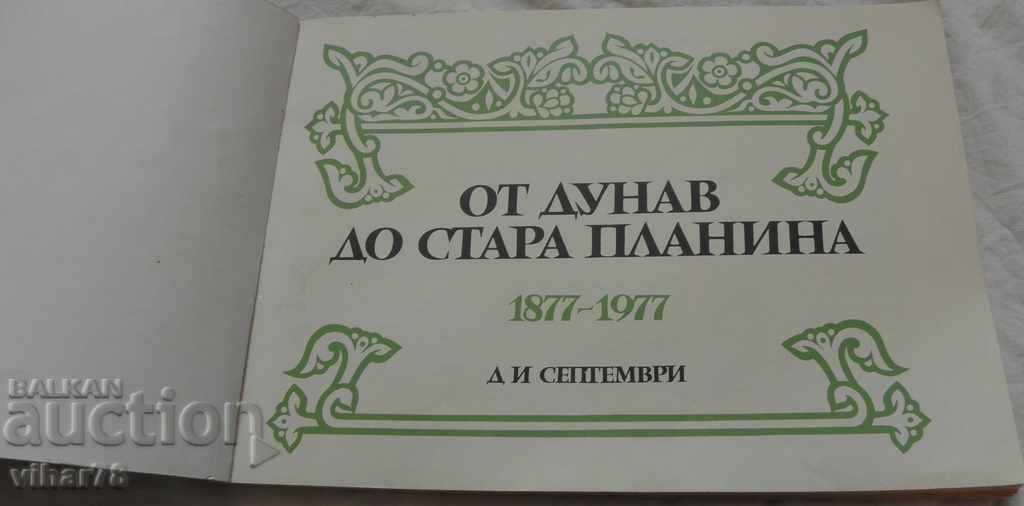 ОТ ДУНАВ
ДО СТАРА ПЛАНИНА
1877-1977
Д И СЕПТЕМВРИ
BALKAN
auction
vihar78